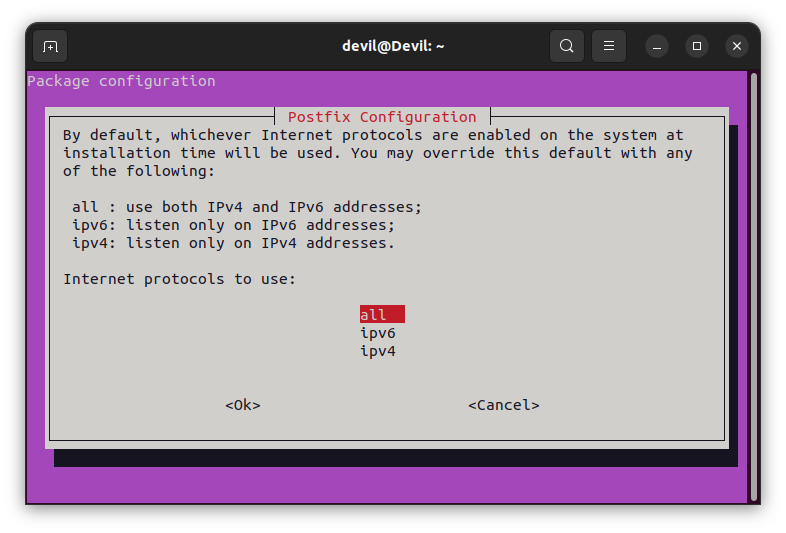 devil@Devil: ~
Package configuration
Postfix Configuration
By default, whichever Internet protocols are enabled on the system at
installation time will be used. You may override this default with any
of the following:
all : use both IPv4 and IPv6 addresses;
ipv6: listen only on IPv6 addresses;
ipv4: listen only on IPv4 addresses.
Internet protocols to use:
all
ipv6
ipv4
<Ok> <Cancel>